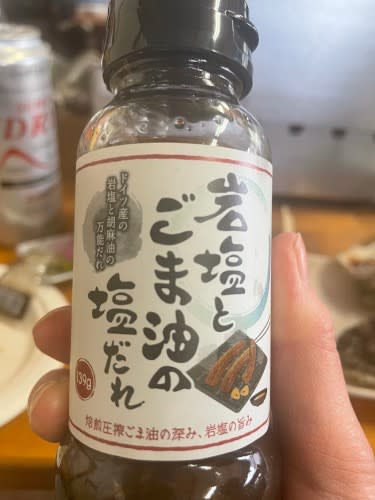 岩塩と
ごま油の
塩だれ
ドイツ産の
岩塩と胡麻油の
万能だれ
139g
焙煎圧搾ごま油の深み、岩塩の旨み
DR